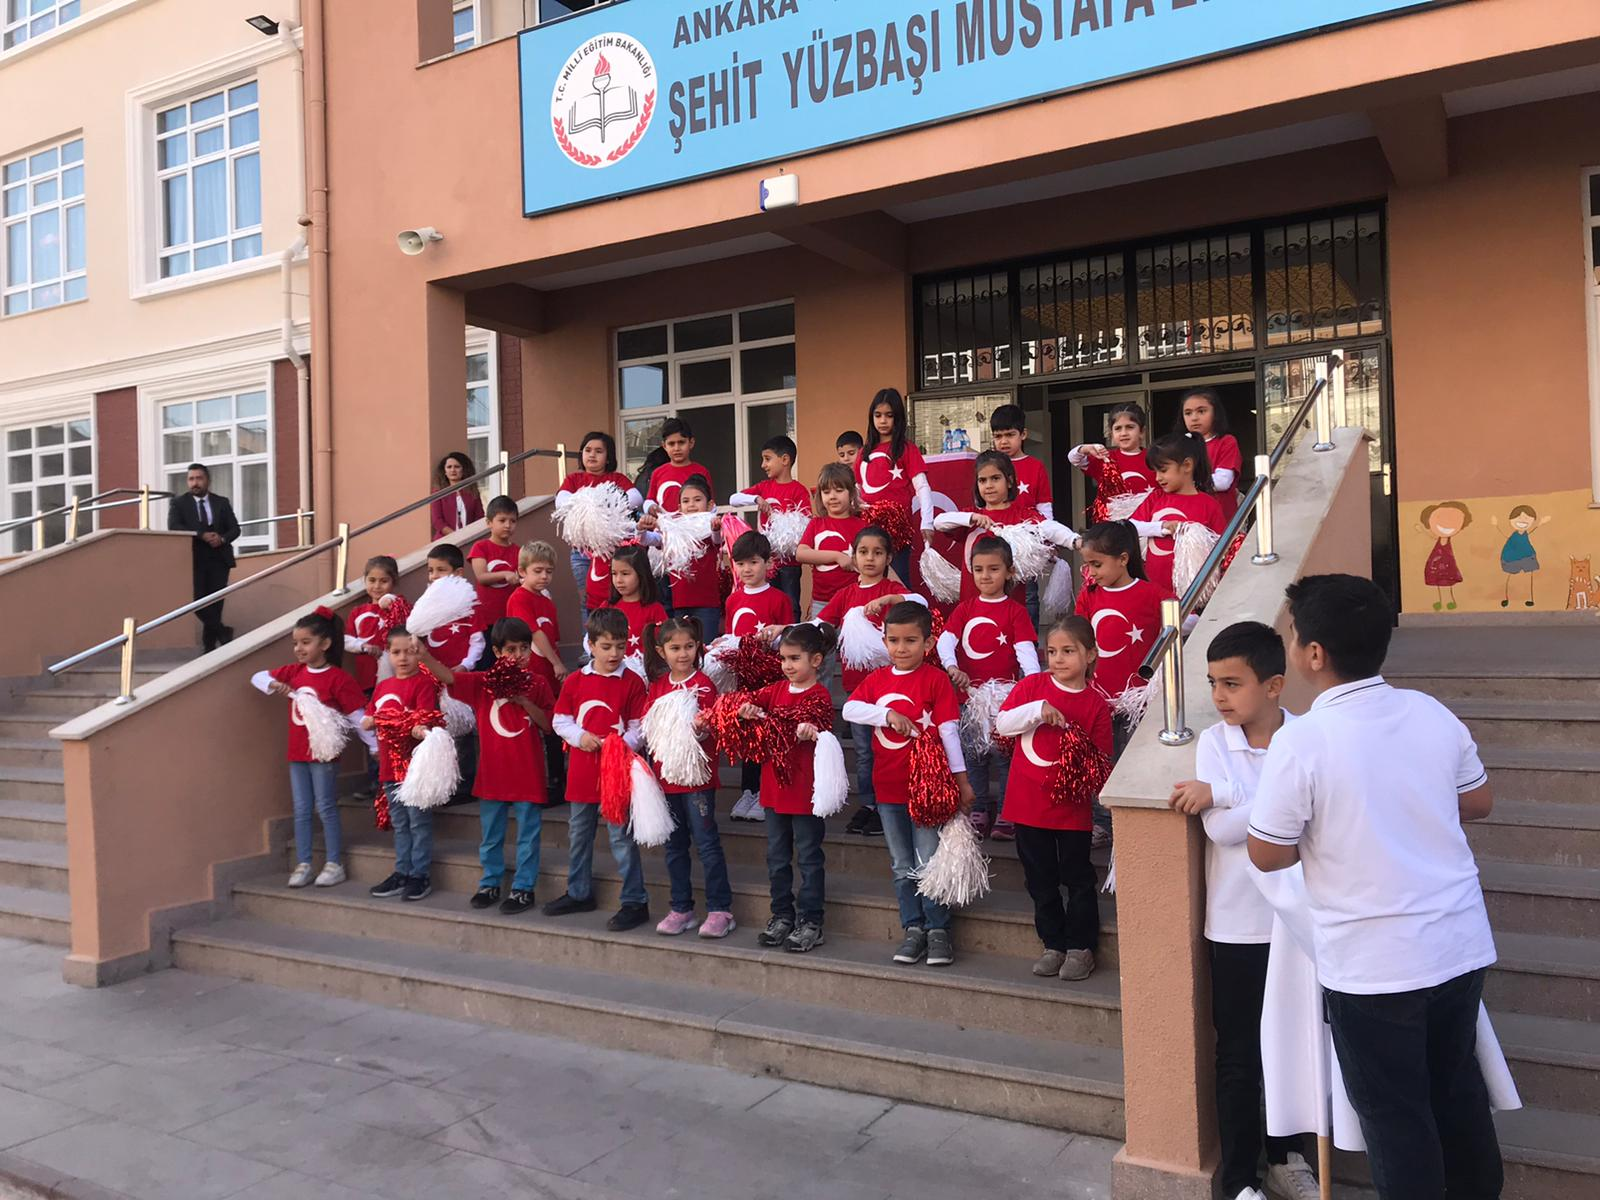 ANKARA
T.C. MİLLİ EĞİTİM BAKANLIĞI
ŞEHİT YÜZBAŞI MUSTAFA